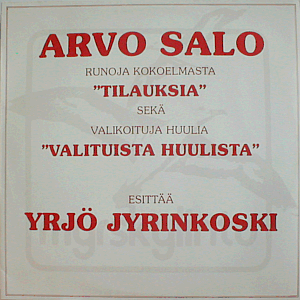 ARVO SALO
RUNOJA KOKOELMASTA
"TILAUKSIA"
SEKÄ
VALIKOITUJA HUULIA
"VALITUISTA HUULISTA"
ESITTÄÄ
YRJÖ JYRINKOSKI